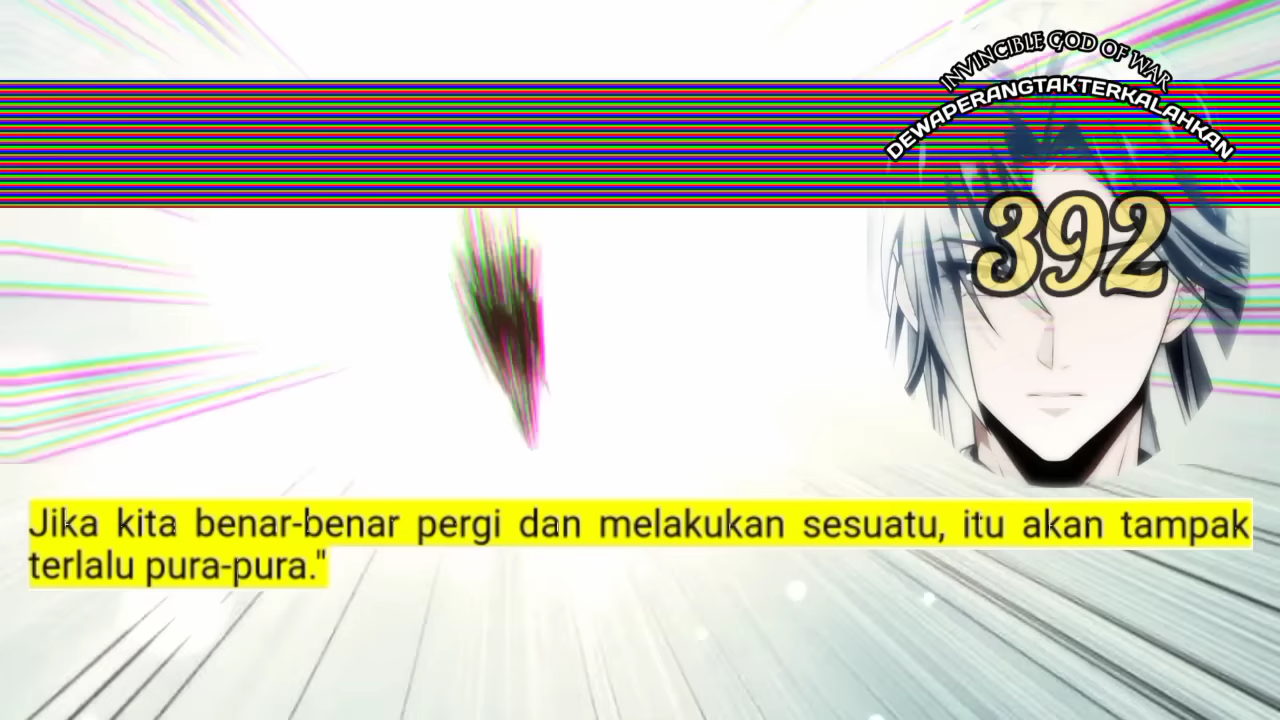 INVINCIBLE GOD OF WAR
DEWAPERANGTAKTERKALAHKAN
392
Jika kita benar-benar pergi dan melakukan sesuatu, itu akan tampak
terlalu pura-pura."